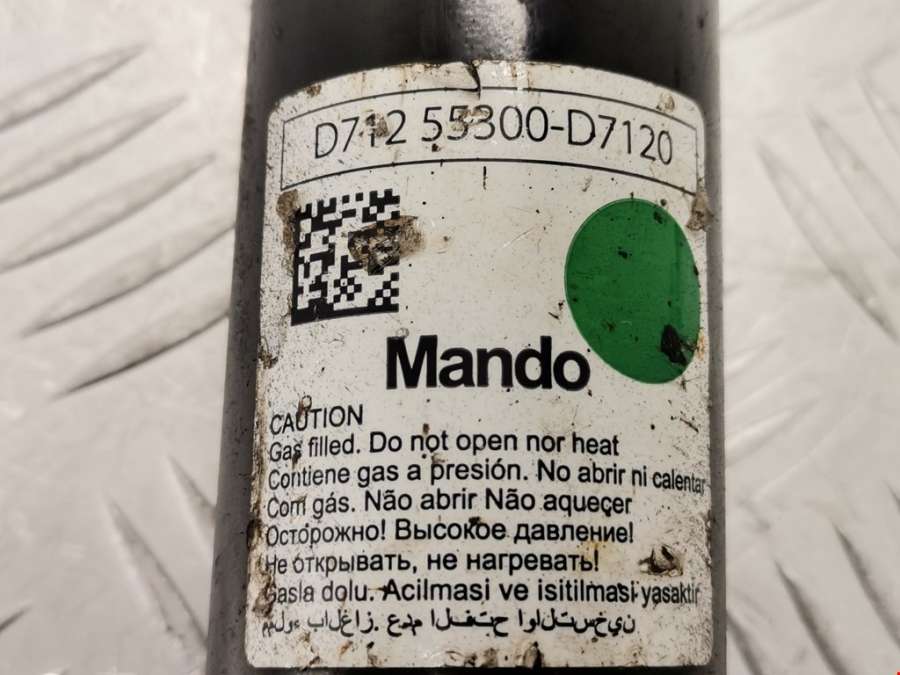 D712 55300-D7120
Mando
CAUTION
Gas filled. Do not open nor heat
Contiene gas a presión. No abrir ni calentar
Com gás. Não abrir Não aqueçer
Осторожно! Высокое давление!
Не открывать, не нагревать!
Gasla dolu. Acilmasi ve isitilmasi yasaktir
مملوء بالغاز. عدم الفتح اوالتسخين